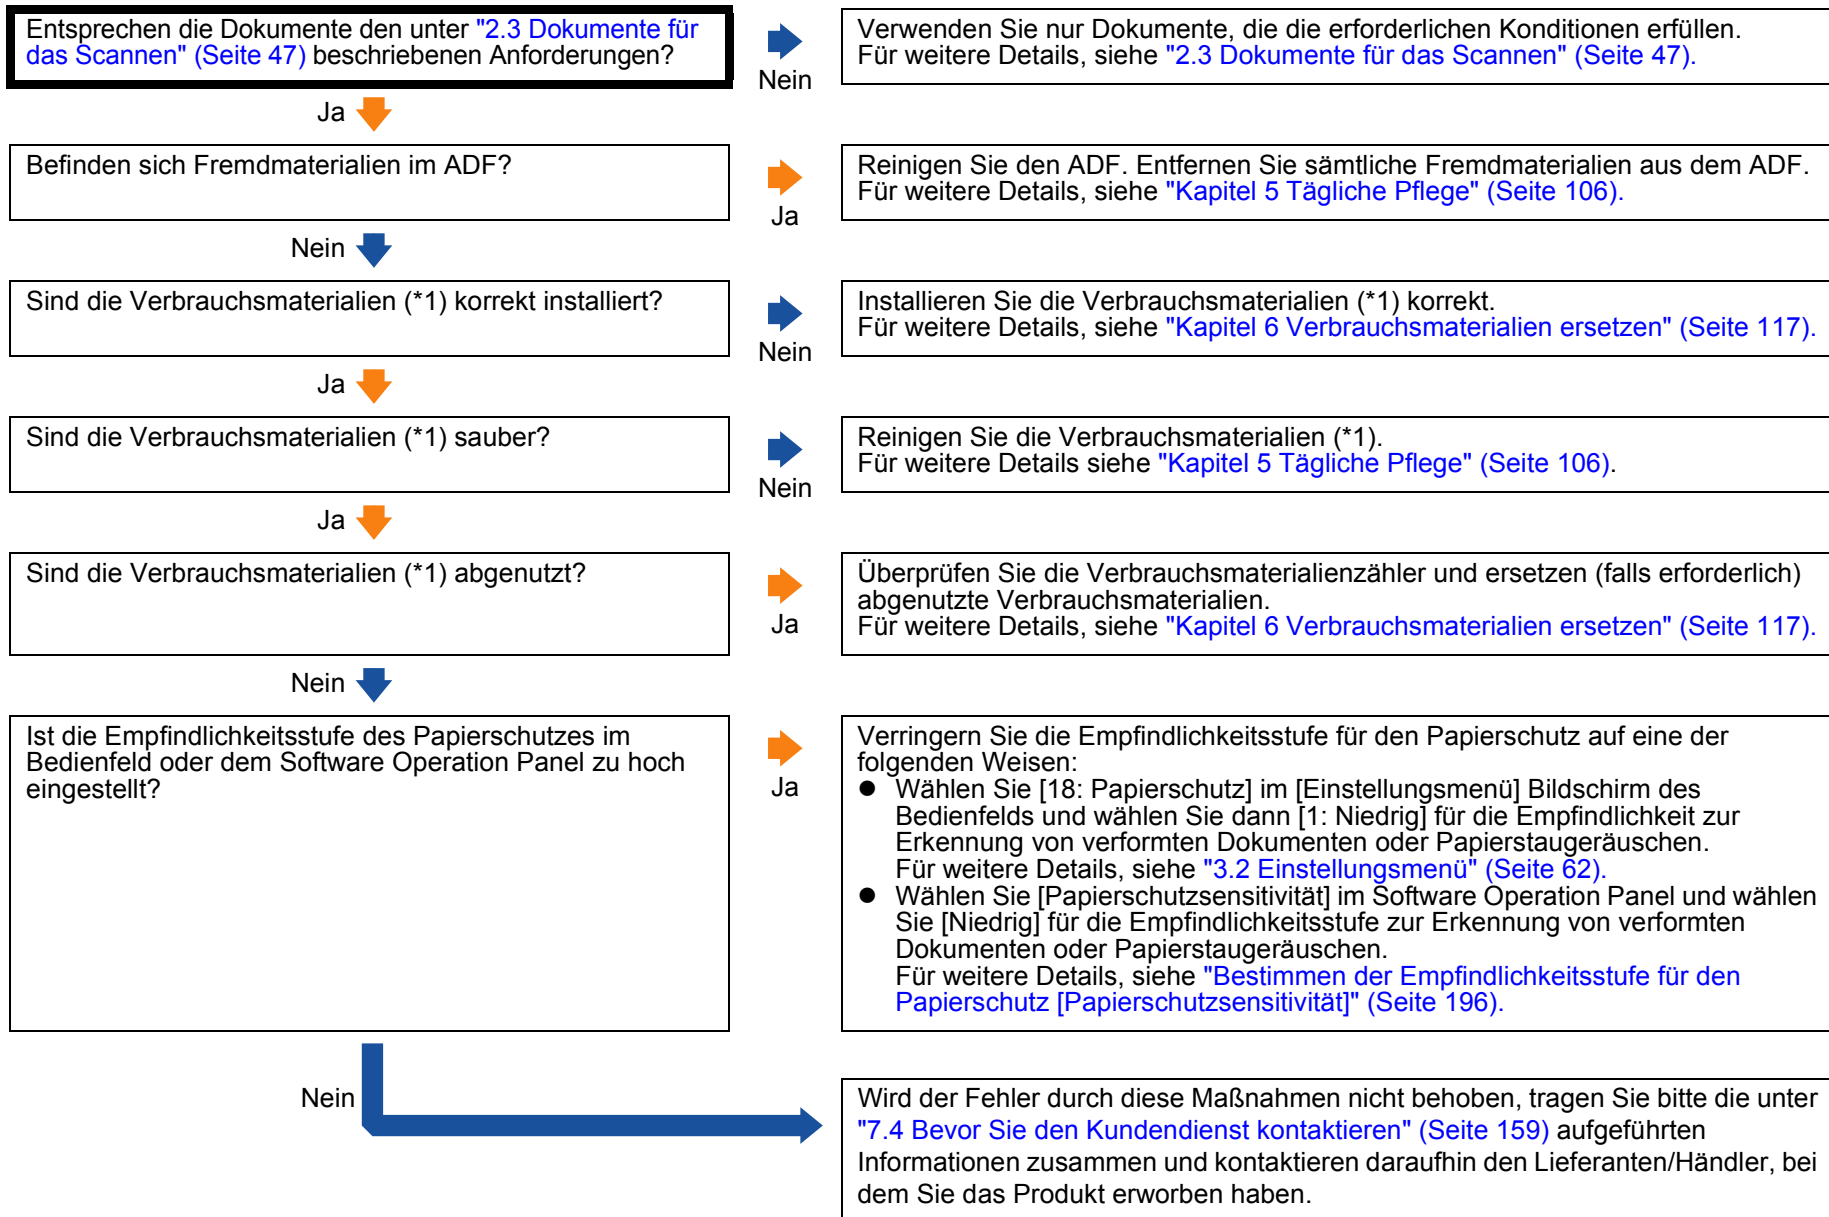 Entsprechen die Dokumente den unter "2.3 Dokumente für
das Scannen" (Seite 47) beschriebenen Anforderungen?
Nein
Verwenden Sie nur Dokumente, die die erforderlichen Konditionen erfüllen.
Für weitere Details, siehe "2.3 Dokumente für das Scannen" (Seite 47).
Ja
Befinden sich Fremdmaterialien im ADF?
Ja
Reinigen Sie den ADF. Entfernen Sie sämtliche Fremdmaterialien aus dem ADF.
Für weitere Details, siehe "Kapitel 5 Tägliche Pflege" (Seite 106).
Nein
Sind die Verbrauchsmaterialien (*1) korrekt installiert?
Nein
Installieren Sie die Verbrauchsmaterialien (*1) korrekt.
Für weitere Details, siehe "Kapitel 6 Verbrauchsmaterialien ersetzen" (Seite 117).
Ja
Sind die Verbrauchsmaterialien (*1) sauber?
Nein
Reinigen Sie die Verbrauchsmaterialien (*1).
Für weitere Details siehe "Kapitel 5 Tägliche Pflege" (Seite 106).
Ja
Sind die Verbrauchsmaterialien (*1) abgenutzt?
Ja
Überprüfen Sie die Verbrauchsmaterialienzähler und ersetzen (falls erforderlich)
abgenutzte Verbrauchsmaterialien.
Für weitere Details, siehe "Kapitel 6 Verbrauchsmaterialien ersetzen" (Seite 117).
Nein
Ist die Empfindlichkeitsstufe des Papierschutzes im
Bedienfeld oder dem Software Operation Panel zu hoch
eingestellt?
Ja
Verringern Sie die Empfindlichkeitsstufe für den Papierschutz auf eine der
folgenden Weisen:
● Wählen Sie [18: Papierschutz] im [Einstellungsmenü] Bildschirm des
Bedienfelds und wählen Sie dann [1: Niedrig] für die Empfindlichkeit zur
Erkennung von verformten Dokumenten oder Papierstaugeräuschen.
Für weitere Details, siehe "3.2 Einstellungsmenü" (Seite 62).
● Wählen Sie [Papierschutzsensitivität] im Software Operation Panel und wählen
Sie [Niedrig] für die Empfindlichkeitsstufe zur Erkennung von verformten
Dokumenten oder Papierstaugeräuschen.
Für weitere Details, siehe "Bestimmen der Empfindlichkeitsstufe für den
Papierschutz [Papierschutzsensitivität]" (Seite 196).
Nein
Wird der Fehler durch diese Maßnahmen nicht behoben, tragen Sie bitte die unter
"7.4 Bevor Sie den Kundendienst kontaktieren" (Seite 159) aufgeführten
Informationen zusammen und kontaktieren daraufhin den Lieferanten/Händler, bei
dem Sie das Produkt erworben haben.